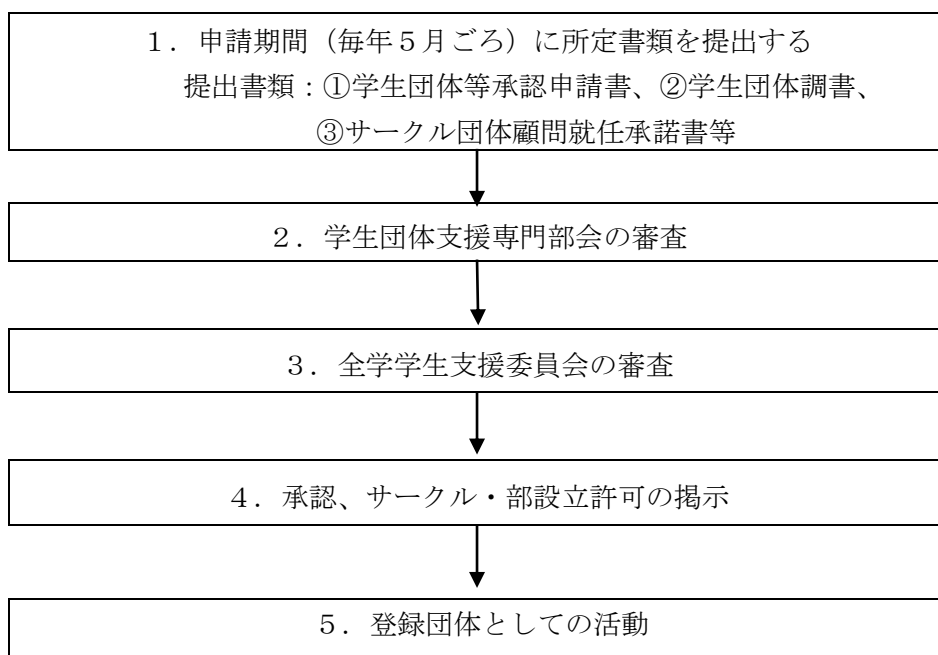 １．申請期間（毎年５月ごろ）に所定書類を提出する
提出書類：①学生団体等承認申請書、②学生団体調書、
③サークル団体顧問就任承諾書等
２．学生団体支援専門部会の審査
３．全学学生支援委員会の審査
４．承認、サークル・部設立許可の掲示
５．登録団体としての活動